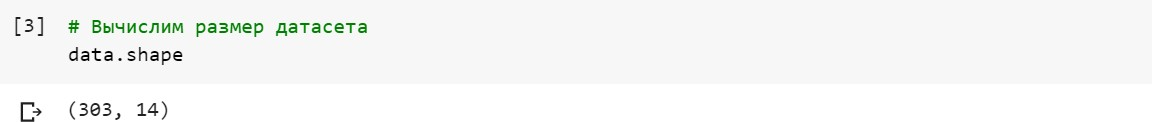 [3] # Вычислим размер датасета
data.shape
(303, 14)